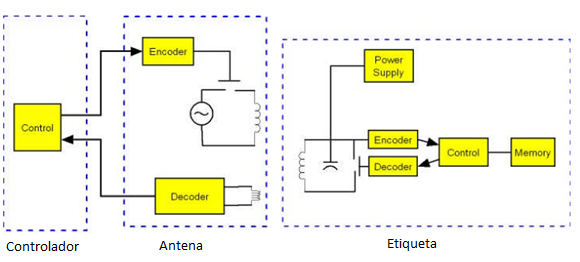 Control
Encoder
Decoder
Power
Supply
Encoder
Decoder
Control
Memory
Controlador
Antena
Etiqueta